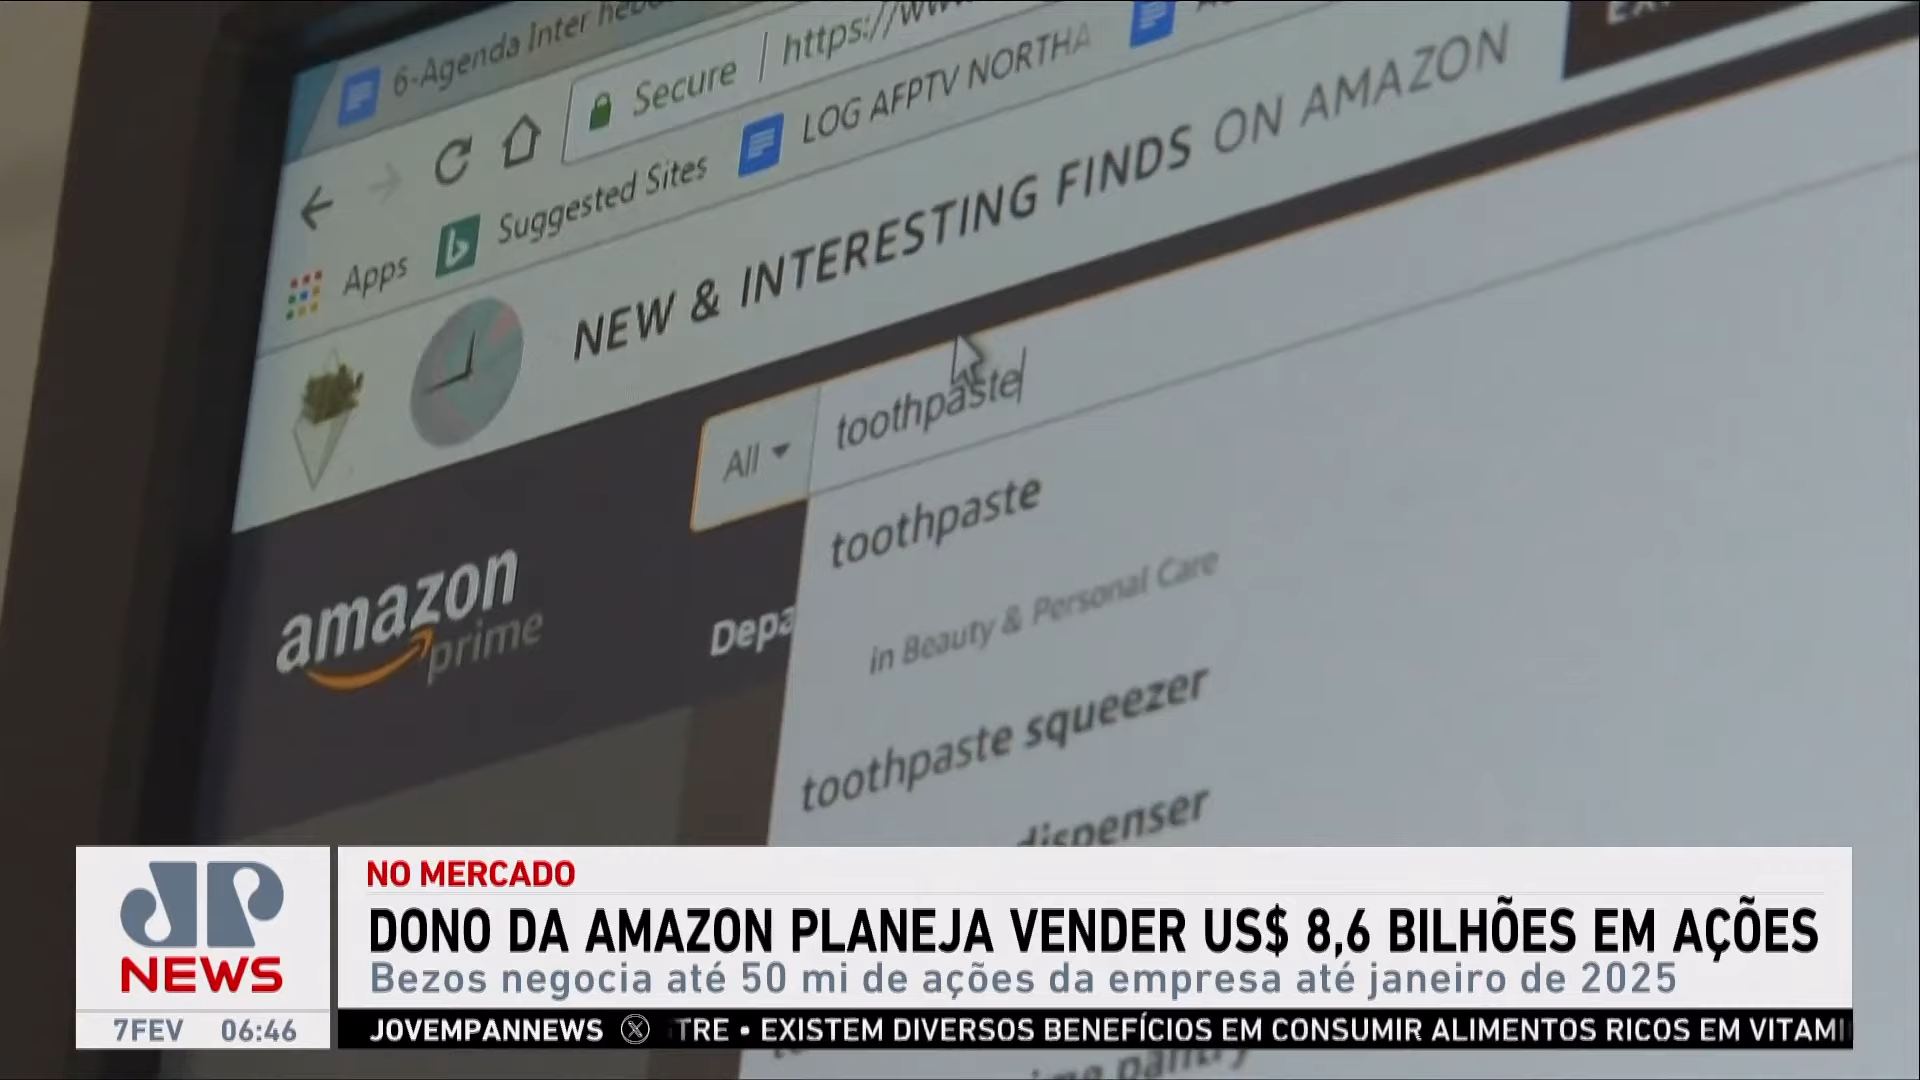 6-Agenda Inter
Secure https://ww
Apps Suggested Sites LOG AFPTV NORTHA
NEW & INTERESTING FINDS ON AMAZON
All toothpaste
toothpaste
in Beauty & Personal Care
amazon prime
Depa
toothpaste squeezer
dispenser
NO MERCADO
DONO DA AMAZON PLANEJA VENDER US$ 8,6 BILHÕES EM AÇÕES
Bezos negocia até 50 mi de ações da empresa até janeiro de 2025
JP NEWS
7FEV 06:46
JOVEMPANNEWS TRE • EXISTEM DIVERSOS BENEFÍCIOS EM CONSUMIR ALIMENTOS RICOS EM VITAMI
pantry